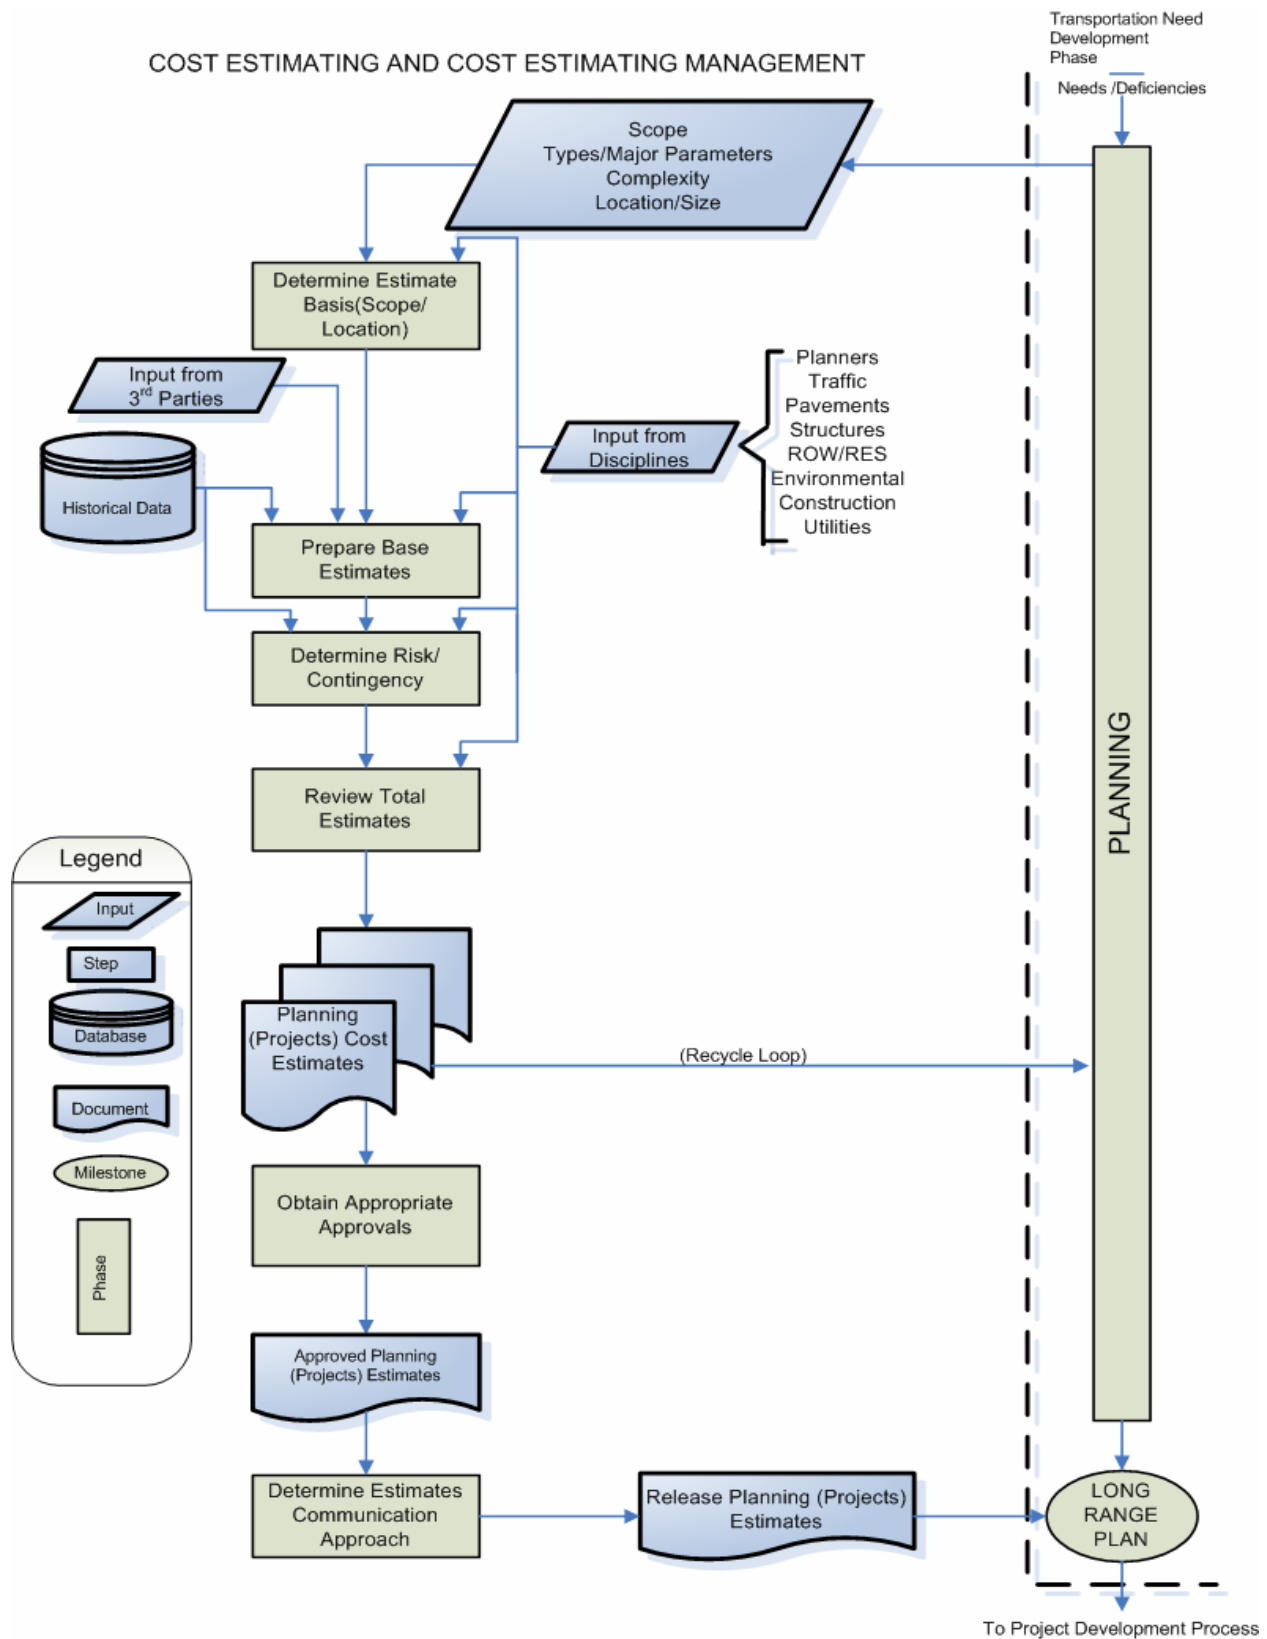 Transportation Need
Development
Phase
COST ESTIMATING AND COST ESTIMATING MANAGEMENT
Needs /Deficiencies
Scope
Types/Major Parameters
Complexity
Location/Size
Determine Estimate
Basis(Scope/
Location)
Input from
3rd Parties
Historical Data
Input from
Disciplines
Planners
Traffic
Pavements
Structures
ROW/RES
Environmental
Construction
Utilities
Prepare Base
Estimates
Determine Risk/
Contingency
Review Total
Estimates
PLANNING
Legend
Input
Step
Database
Document
Milestone
Phase
Planning
(Projects) Cost
Estimates
(Recycle Loop)
Obtain Appropriate
Approvals
Approved Planning
(Projects) Estimates
Determine Estimates
Communication
Approach
Release Planning (Projects)
Estimates
LONG
RANGE
PLAN
To Project Development Process